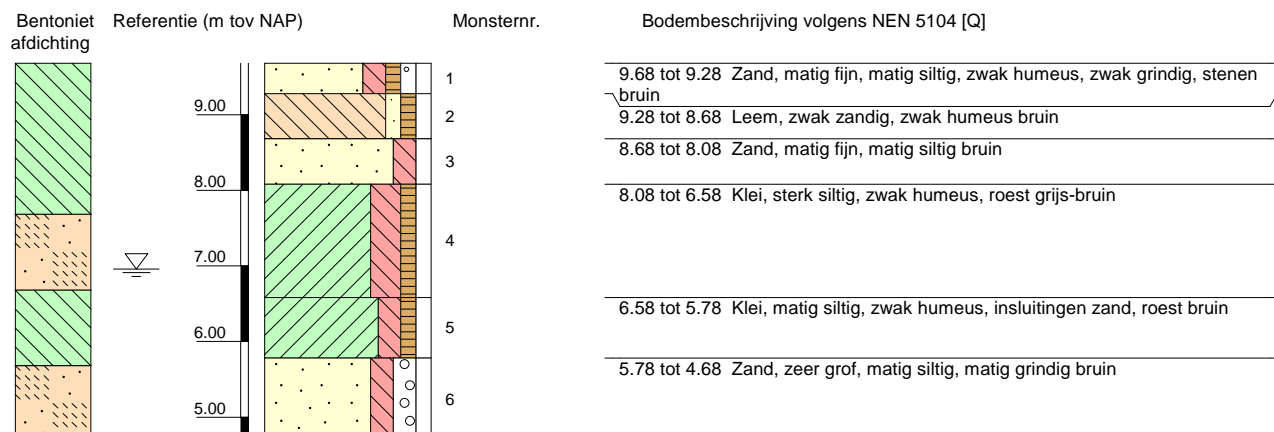 Bentoniet afdichting
Referentie (m tov NAP)
Monsternr.
Bodembeschrijving volgens NEN 5104 [Q]
1
9.68 tot 9.28 Zand, matig fijn, matig siltig, zwak humeus, zwak grindig, stenen
bruin
9.00
2
9.28 tot 8.68 Leem, zwak zandig, zwak humeus bruin
3
8.68 tot 8.08 Zand, matig fijn, matig siltig bruin
8.00
8.08 tot 6.58 Klei, sterk siltig, zwak humeus, roest grijs-bruin
4
7.00
6.58 tot 5.78 Klei, matig siltig, zwak humeus, insluitingen zand, roest bruin
5
6.00
5.78 tot 4.68 Zand, zeer grof, matig siltig, matig grindig bruin
6
5.00